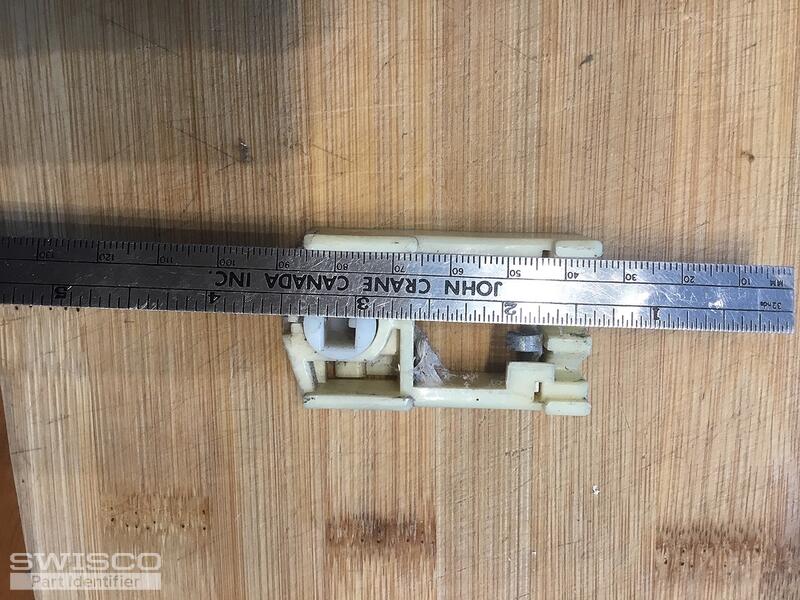 130 120 110 100 90 80 70 60 50 40 30 20 10 MM
JOHN CRANE CANADA INC.
5 4 3 2 1 32nds
SWISCO
Part Identifier